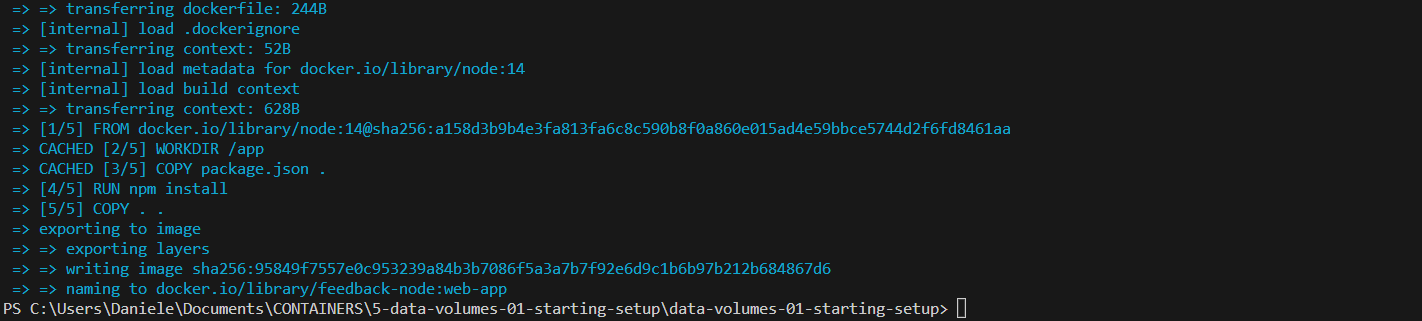 => => transferring dockerfile: 244B
=> [internal] load .dockerignore
=> => transferring context: 52B
=> [internal] load metadata for docker.io/library/node:14
=> [internal] load build context
=> => transferring context: 628B
=> [1/5] FROM docker.io/library/node:14@sha256:a158d3b9b4e3fa813fa6c8c590b8f0a860e015ad4e59bbce5744d2f6fd8461aa
=> CACHED [2/5] WORKDIR /app
=> CACHED [3/5] COPY package.json .
=> [4/5] RUN npm install
=> [5/5] COPY . .
=> exporting to image
=> => exporting layers
=> => writing image sha256:95849f7557e0c953239a84b3b7086f5a3a7b7f92e6d9c1b6b97b212b684867d6
=> => naming to docker.io/library/feedback-node:web-app
PS C:\Users\Daniele\Documents\CONTAINERS\5-data-volumes-01-starting-setup\data-volumes-01-starting-setup>